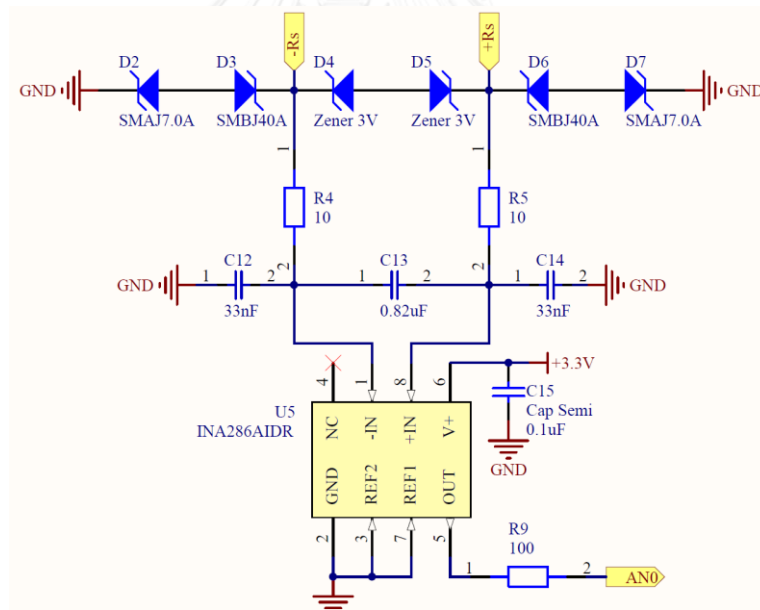 -Rs
+Rs
D2
D3
D4
D5
D6
D7
GND
GND
SMAJ7.0A
SMBJ40A
Zener 3V
Zener 3V
SMBJ40A
SMAJ7.0A
1
1
R4
10
R5
10
2
2
C12
C13
C14
GND
1
2
1
2
1
2
GND
33nF
0.82uF
33nF
+3.3V
4
1
8
6
C15
Cap Semi
0.1uF
U5
INA286AIDR
NC
-IN
+IN
V+
GND
GND
REF2
REF1
OUT
2
3
7
5
R9
100
1
2
AN0